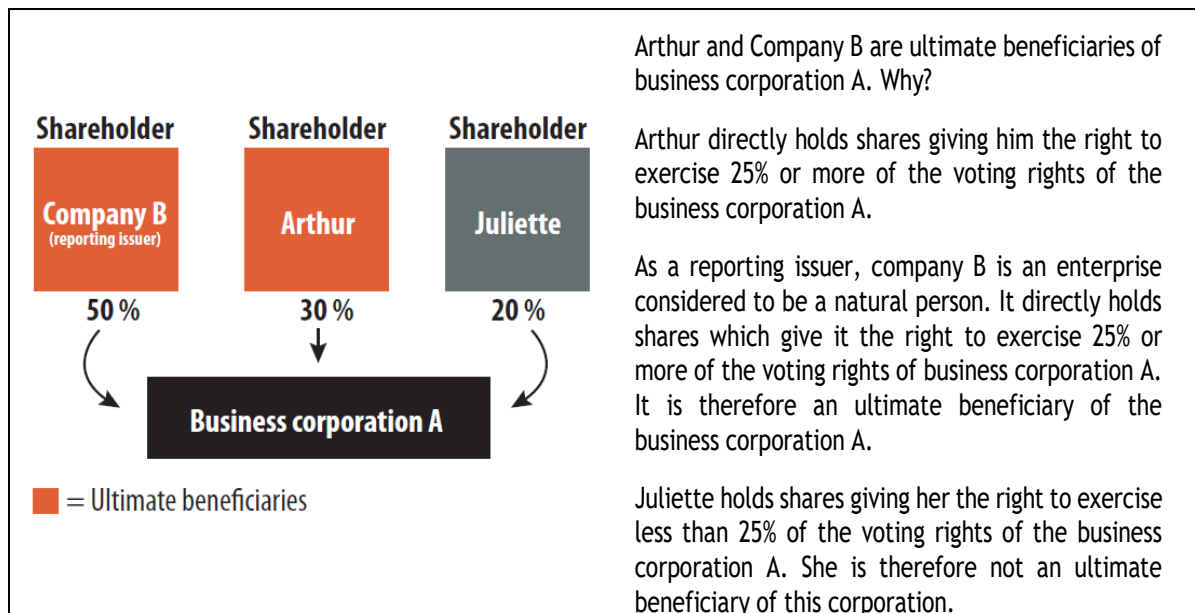 Shareholder
Shareholder
Shareholder
Company B
(reporting issuer)
Arthur
Juliette
50 %
30 %
20 %
Business corporation A
= Ultimate beneficiaries
Arthur and Company B are ultimate beneficiaries of
business corporation A. Why?
Arthur directly holds shares giving him the right to
exercise 25% or more of the voting rights of the
business corporation A.
As a reporting issuer, company B is an enterprise
considered to be a natural person. It directly holds
shares which give it the right to exercise 25% or
more of the voting rights of business corporation A.
It is therefore an ultimate beneficiary of the
business corporation A.
Juliette holds shares giving her the right to exercise
less than 25% of the voting rights of the business
corporation A. She is therefore not an ultimate
beneficiary of this corporation.